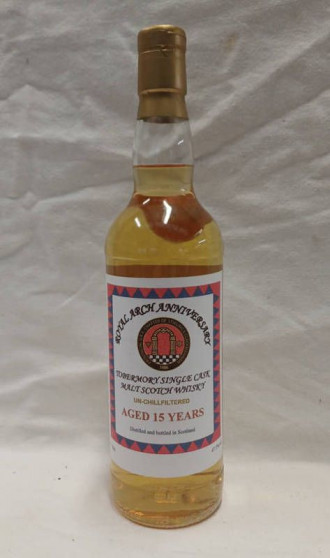 ROYAL ARCH ANNIVERSARY
TOBERMORY SINGLE CASK
MALT SCOTCH WHISKY
UN-CHILLFILTERED
AGED 15 YEARS
Distilled and bottled in Scotland